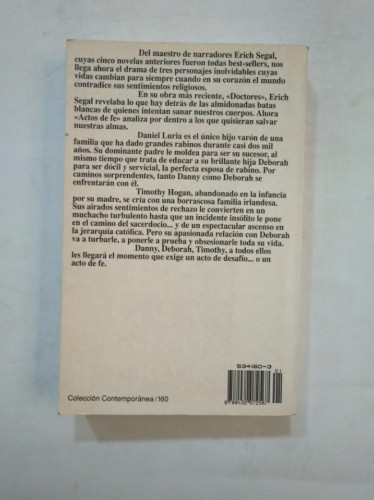 Del maestro de narradores Erich Segal,
cuyas cinco novelas anteriores fueron todas best-sellers, nos
llega ahora el drama de tres personajes inolvidables cuyas
vidas cambian para siempre cuando en su corazón el mundo
contradice sus sentimientos religiosos.
En su obra más reciente, «Doctores», Erich
Segal revelaba lo que hay detrás de las almidonadas batas
blancas de quienes intentan sanar nuestros cuerpos. Ahora
«Actos de fe» analiza por dentro a los que quisieran salvar
nuestras almas.
Daniel Luria es el único hijo varón de una
familia que ha dado grandes rabinos durante casi dos mil
años. Su dominante padre le moldea para ser su sucesor, al
mismo tiempo que trata de educar a su brillante hija Deborah
para ser dócil y servicial, la perfecta esposa de rabino. Por
caminos sorprendentes, tanto Danny como Deborah se
enfrentarán con él.
Timothy Hogan, abandonado en la infancia
por su madre, se cría con una borrascosa familia irlandesa.
Sus airados sentimientos de rechazo le convierten en un
muchacho turbulento hasta que un incidente insólito le pone
en el camino del sacerdocio... y de un espectacular ascenso en
la jerarquía católica. Pero su apasionada relación con Deborah
va a turbarle, a ponerle a prueba y obsesionarle toda su vida.
Danny, Deborah, Timothy, a todos ellos
les llegará el momento que exige un acto de desafío... o un
acto de fe.
534160-3
01
Colección Contemporánea/160